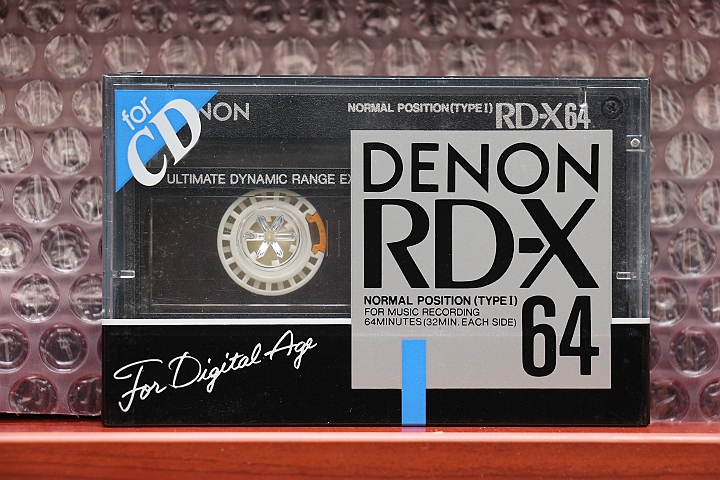 for
CD
NON
NORMAL POSITION (TYPE I) RD-X64
ULTIMATE DYNAMIC RANGE EX
DENON
RD-X
NORMAL POSITION (TYPE I)
FOR MUSIC RECORDING
64MINUTES (32MIN. EACH SIDE)
64
For Digital Age